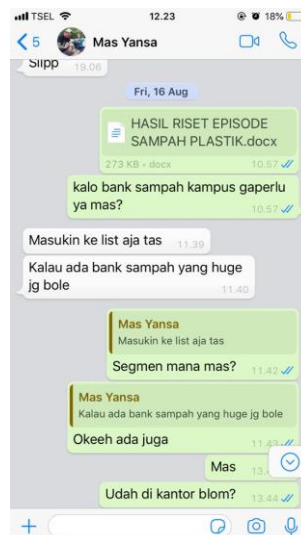 TSEL 12.23 18%
5 Mas Yansa
Slipp 19.06
Fri, 16 Aug
HASIL RISET EPISODE
SAMPAH PLASTIK.docx
273 KB • docx 10.57
kalo bank sampah kampus gaperlu
ya mas? 10.57
Masukin ke list aja tas 11.39
Kalau ada bank sampah yang huge
jg bole 11.40
Mas Yansa
Masukin ke list aja tas
Segmen mana mas? 11.42
Mas Yansa
Kalau ada bank sampah yang huge jg bole
Okeeh ada juga 11.43
Mas
Udah di kantor blom? 13.44